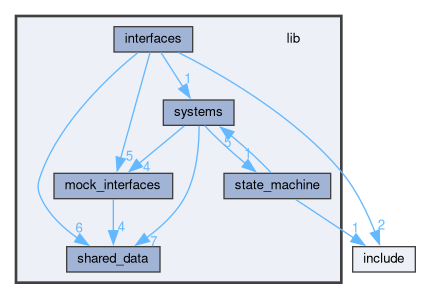 interfaces
lib
1
systems
5
4
5
1
mock_interfaces
state_machine
6
4
7
1
2
shared_data
include